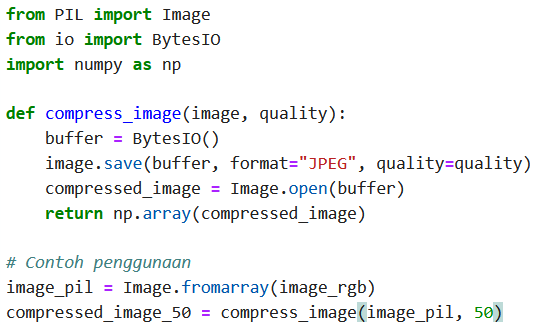 from PIL import Image
from io import BytesIO
import numpy as np

def compress_image(image, quality):
    buffer = BytesIO()
    image.save(buffer, format="JPEG", quality=quality)
    compressed_image = Image.open(buffer)
    return np.array(compressed_image)

# Contoh penggunaan
image_pil = Image.fromarray(image_rgb)
compressed_image_50 = compress_image(image_pil, 50)